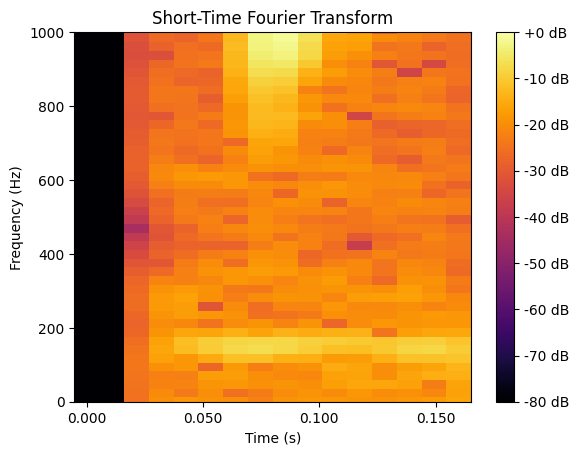 Short-Time Fourier Transform
1000
800
600
400
200
0
Frequency (Hz)
0.000
0.050
0.100
0.150
Time (s)
+0 dB
-10 dB
-20 dB
-30 dB
-40 dB
-50 dB
-60 dB
-70 dB
-80 dB